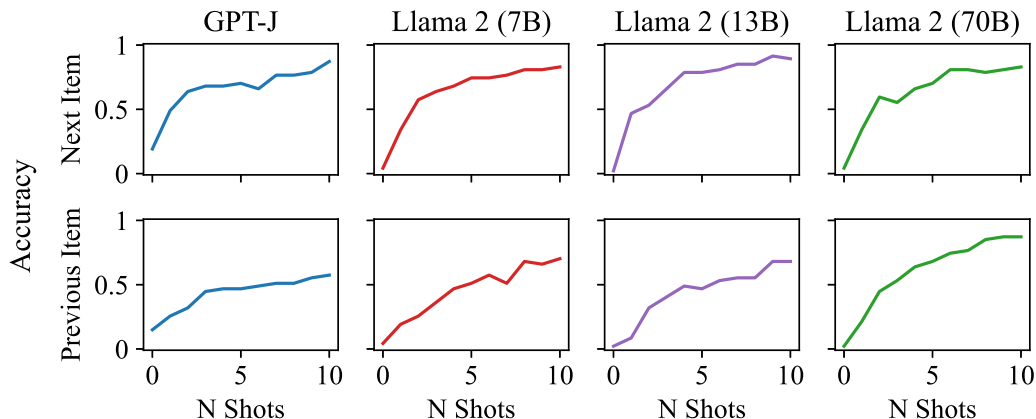 GPT-J Llama 2 (7B) Llama 2 (13B) Llama 2 (70B)
Accuracy
Next Item
1
0.5
0
Previous Item
1
0.5
0
0 5 10 0 5 10 0 5 10 0 5 10
N Shots N Shots N Shots N Shots